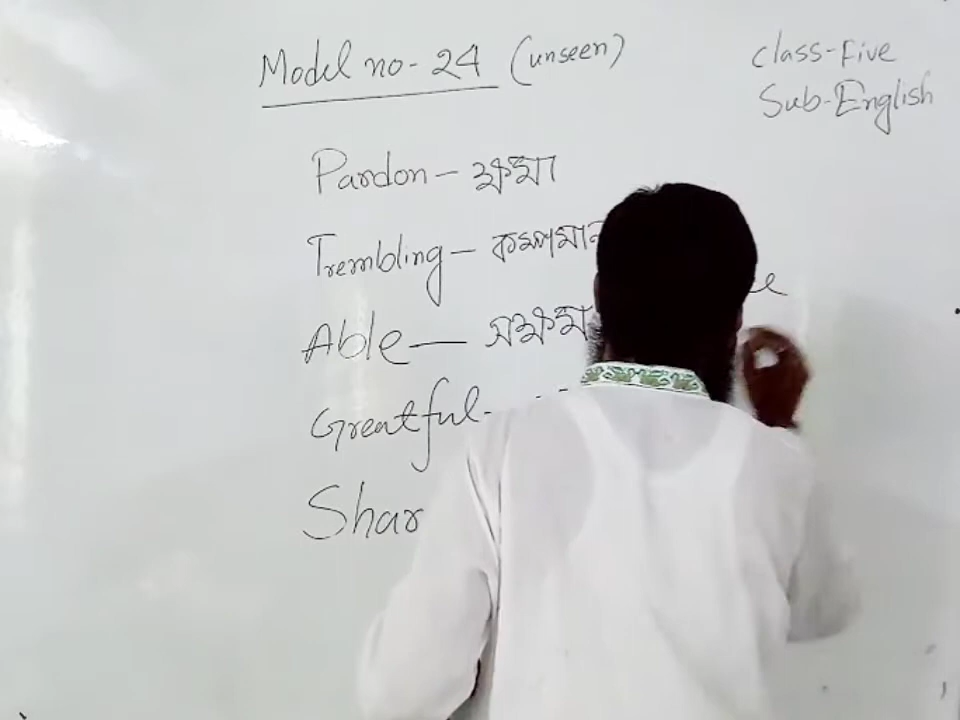 Model no- 24 (unseen)
class-Five
Sub-English
Pardon - ক্ষমা
Trembling - কম্পমান
Able - সক্ষম
Greatful-
Shar